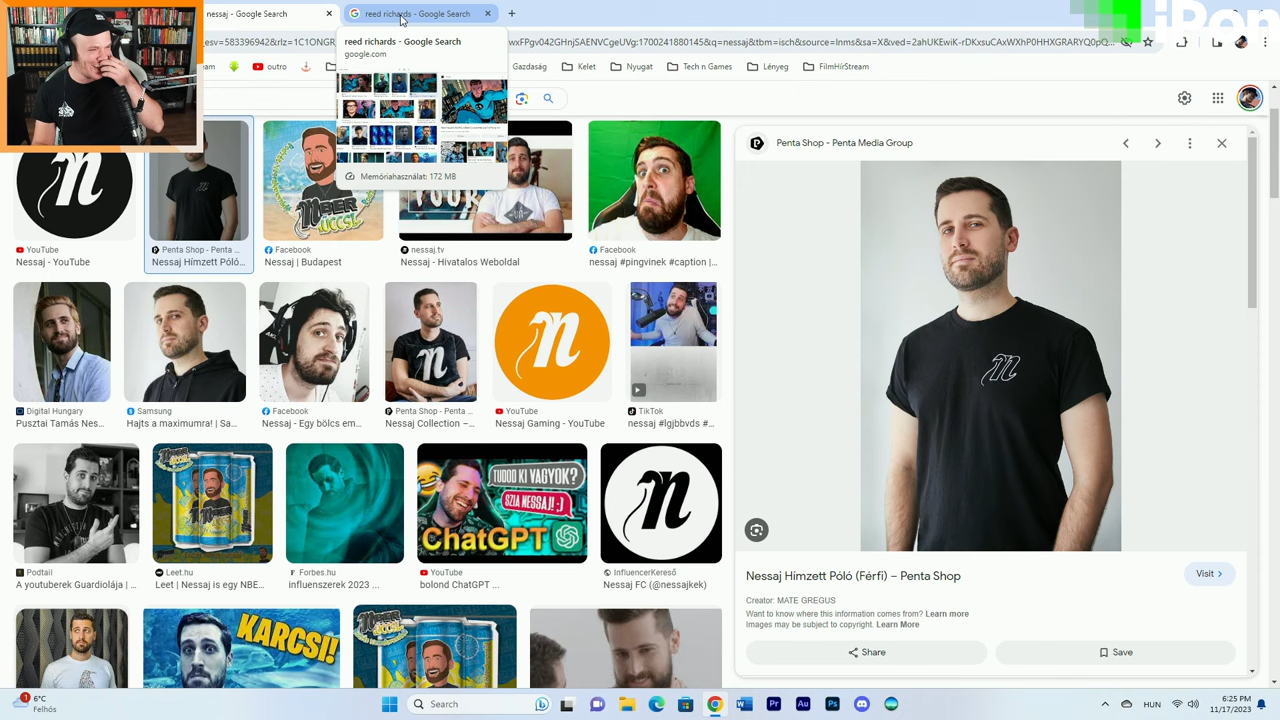 nessaj - Google Search
reed richards - Google Search
_esv=583396942&rlz=1C1ONGR
reed richards - Google Search
google.com
Memóriahasználat: 172 MB
outro
Gazdaság
Kelet
Nyugat
Tech n Games
Lényeg
Penta Shop - Penta Media Group
YouTube
Nessaj - YouTube
Penta Shop - Penta ...
Nessaj Hímzett Póló...
Facebook
Nessaj | Budapest
nessaj.tv
Nessaj - Hivatalos Weboldal
Facebook
nessaj #pingvinek #caption |...
Digital Hungary
Pusztai Tamás Nes...
Samsung
Hajts a maximumra! | Sa...
Facebook
Nessaj - Egy bölcs em...
Penta Shop - Penta ...
Nessaj Collection –...
YouTube
Nessaj Gaming - YouTube
TikTok
nessaj #lgjbbvds #...
TUDOD KI VAGYOK?
SZIA NESSAJ! :)
ChatGPT
Podtail
A youtuberek Guardiolája | ...
Leet.hu
Leet | Nessaj is egy NBE...
Forbes.hu
influenszerek 2023 ...
YouTube
bolond ChatGPT ...
InfluencerKereső
Nessaj FC (@nessajkek)
KARCSI!
Nessaj Hímzett Póló (Férfi) – Penta Shop
Visit
Creator: MATE GREGUS
Want to know where this information comes from? Learn more
Images may be subject to copyright. Learn More
Share
Save
1
6°C
Felhős
Search
HUN
6:25 PM
11/17/2023